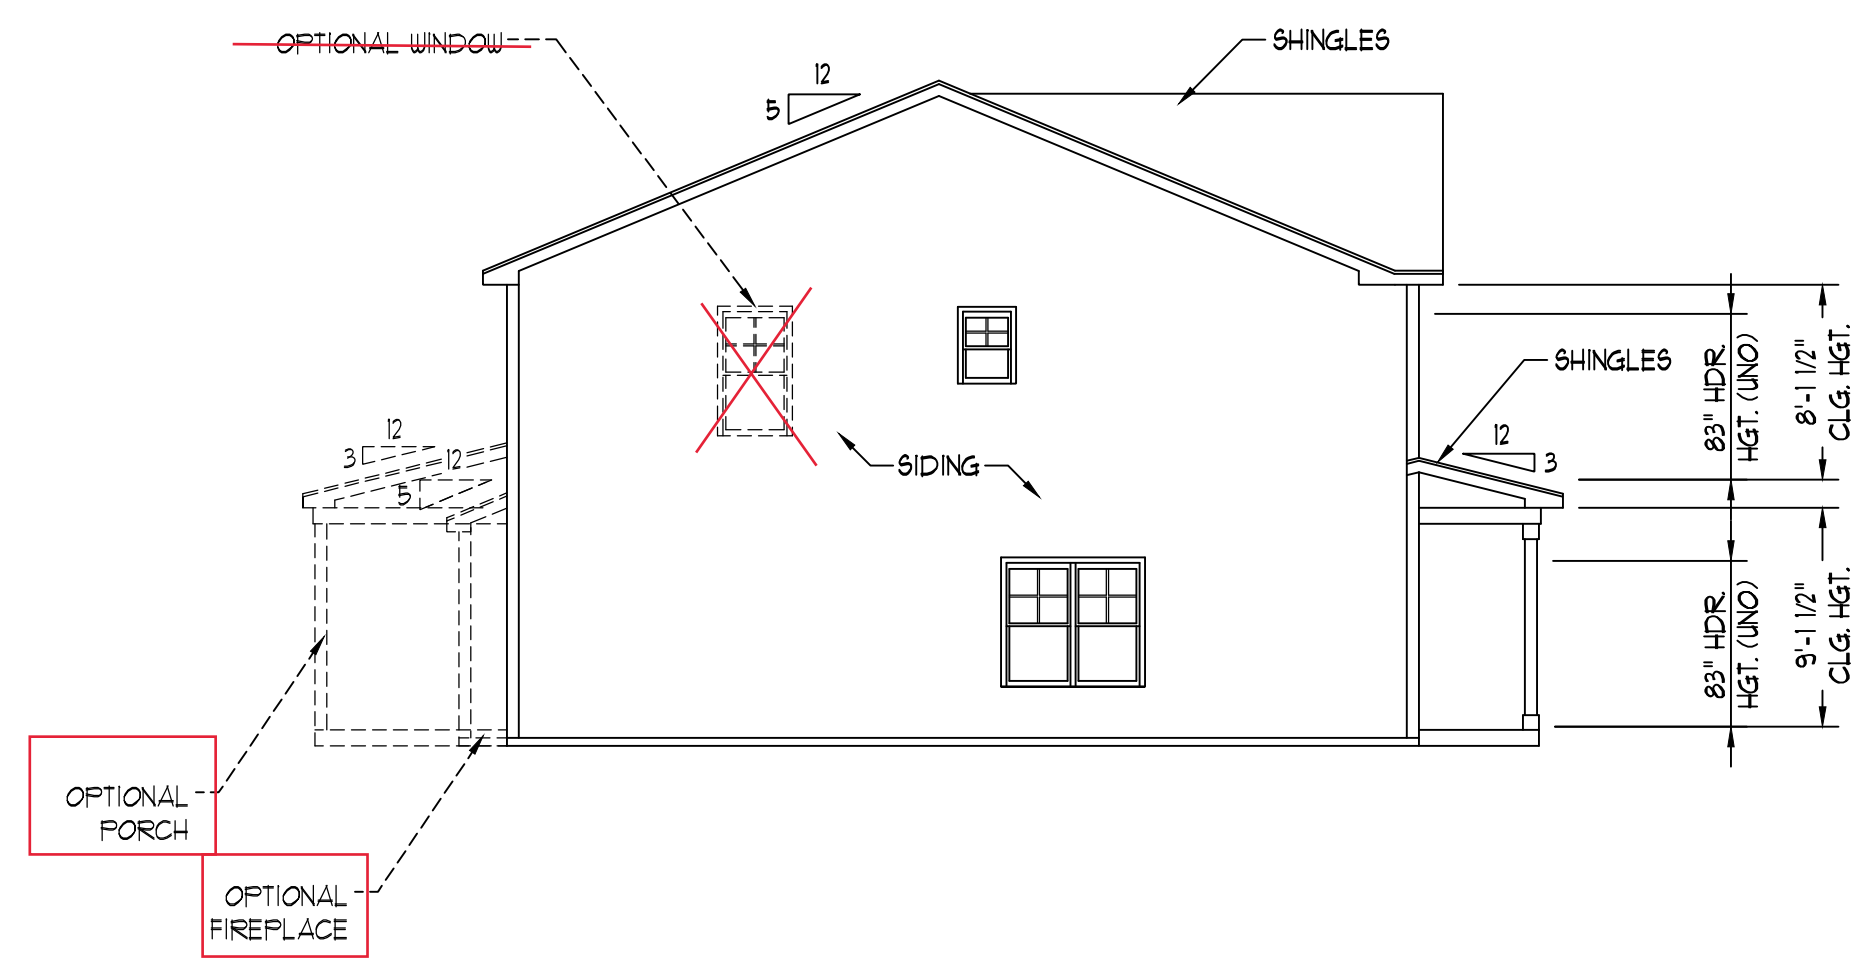 OPTIONAL WINDOW
SHINGLES
12
5
SHINGLES
83" HDR.
HGT. (UNO)
8'-1 1/2"
CLG. HGT.
12
3
12
3
12
5
SIDING
83" HDR.
HGT. (UNO)
9'-1 1/2"
CLG. HGT.
OPTIONAL
PORCH
OPTIONAL
FIREPLACE